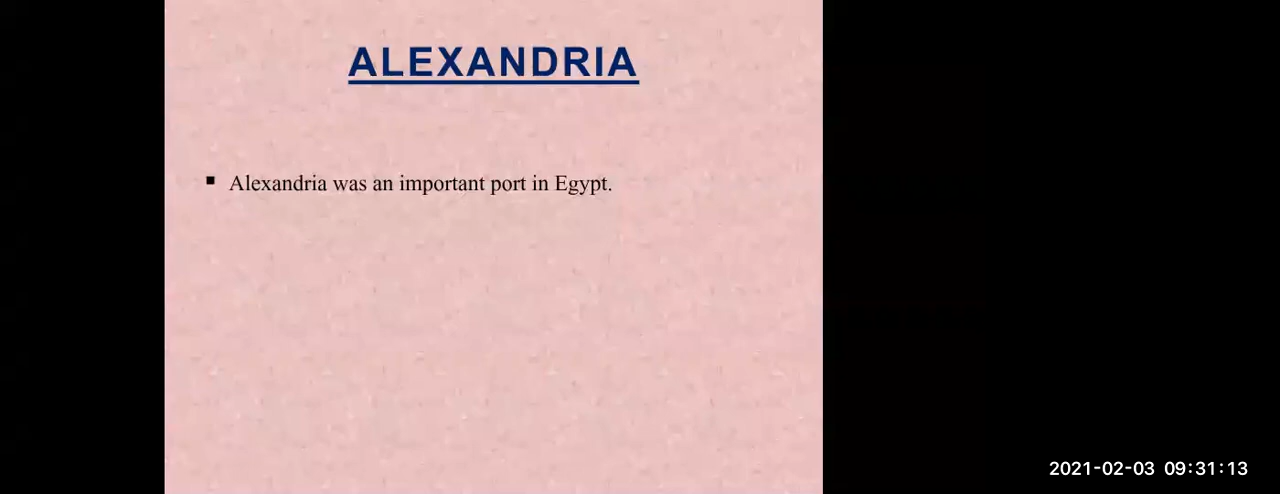 ALEXANDRIA
▪ Alexandria was an important port in Egypt.
2021-02-03 09:31:13